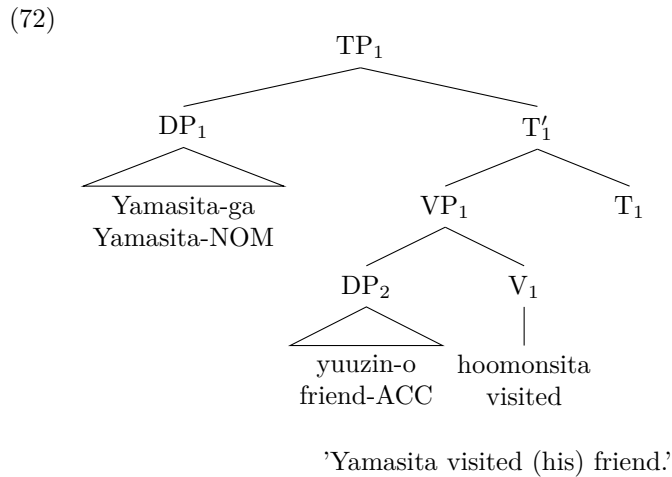 (72)
TP₁
DP₁ T′₁
Yamasita-ga VP₁ T₁
Yamasita-NOM
DP₂ V₁
yuuzin-o hoomonsita
friend-ACC visited
’Yamasita visited (his) friend.’